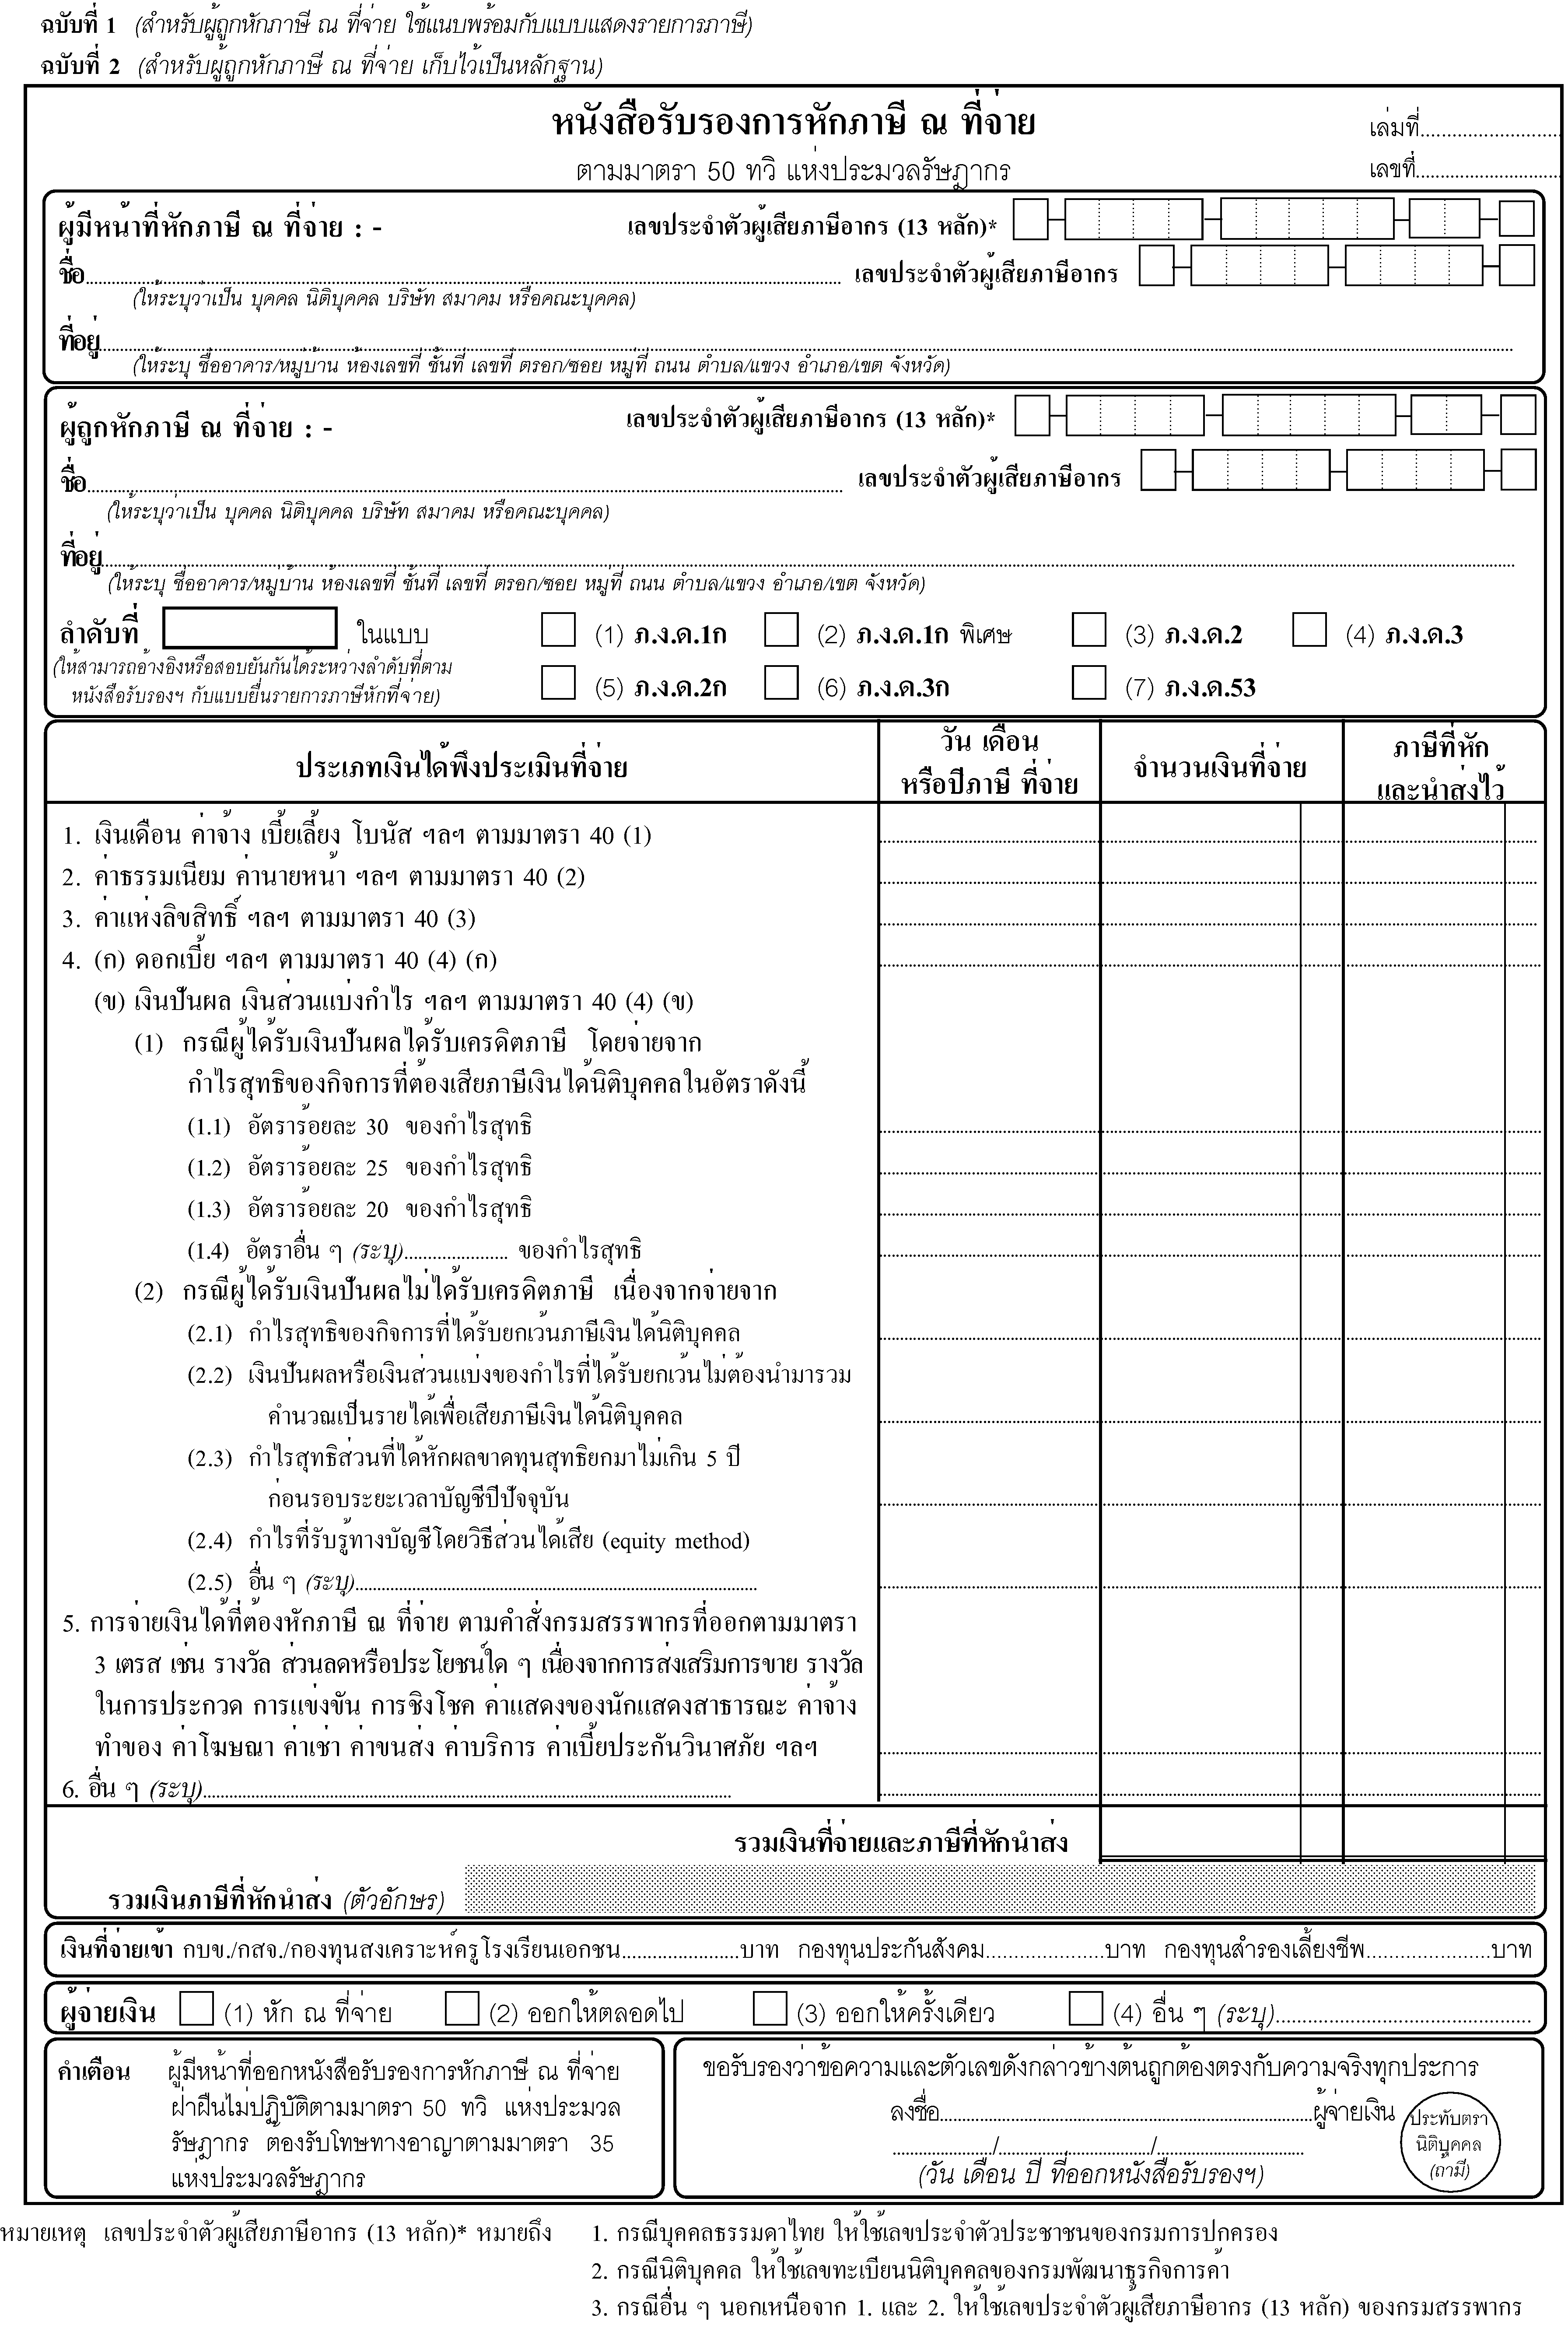 ฉบับที่ 1 (สำหรับผู้ถูกหักภาษี ณ ที่จ่าย ใช้แนบพร้อมกับแบบแสดงรายการภาษี)
ฉบับที่ 2 (สำหรับผู้ถูกหักภาษี ณ ที่จ่าย เก็บไว้เป็นหลักฐาน)
หนังสือรับรองการหักภาษี ณ ที่จ่าย
เล่มที่
ตามมาตรา 50 ทวิ แห่งประมวลรัษฎากร
เลขที่
ผู้มีหน้าที่หักภาษี ณ ที่จ่าย : - เลขประจำตัวผู้เสียภาษีอากร (13 หลัก)*
ชื่อ เลขประจำตัวผู้เสียภาษีอากร
(ให้ระบุว่าเป็น บุคคล นิติบุคคล บริษัท สมาคม หรือคณะบุคคล)
ที่อยู่
(ให้ระบุ ชื่ออาคาร/หมู่บ้าน ห้องเลขที่ ชั้นที่ เลขที่ ตรอก/ซอย หมู่ที่ ถนน ตำบล/แขวง อำเภอ/เขต จังหวัด)
ผู้ถูกหักภาษี ณ ที่จ่าย : - เลขประจำตัวผู้เสียภาษีอากร (13 หลัก)*
ชื่อ เลขประจำตัวผู้เสียภาษีอากร
(ให้ระบุว่าเป็น บุคคล นิติบุคคล บริษัท สมาคม หรือคณะบุคคล)
ที่อยู่
(ให้ระบุ ชื่ออาคาร/หมู่บ้าน ห้องเลขที่ ชั้นที่ เลขที่ ตรอก/ซอย หมู่ที่ ถนน ตำบล/แขวง อำเภอ/เขต จังหวัด)
ลำดับที่ ในแบบ (1) ภ.ง.ด.1ก (2) ภ.ง.ด.1ก พิเศษ (3) ภ.ง.ด.2 (4) ภ.ง.ด.3
(ให้สามารถอ้างอิงหรือสอบยันกันได้ระหว่างลำดับที่ตาม
หนังสือรับรองฯ กับแบบยื่นรายการภาษีหักที่จ่าย) (5) ภ.ง.ด.2ก (6) ภ.ง.ด.3ก (7) ภ.ง.ด.53
ประเภทเงินได้พึงประเมินที่จ่าย
วัน เดือน
หรือปีภาษี ที่จ่าย
จำนวนเงินที่จ่าย
ภาษีที่หัก
และนำส่งไว้
1. เงินเดือน ค่าจ้าง เบี้ยเลี้ยง โบนัส ฯลฯ ตามมาตรา 40 (1)
2. ค่าธรรมเนียม ค่านายหน้า ฯลฯ ตามมาตรา 40 (2)
3. ค่าแห่งลิขสิทธิ์ ฯลฯ ตามมาตรา 40 (3)
4. (ก) ดอกเบี้ย ฯลฯ ตามมาตรา 40 (4) (ก)
(ข) เงินปันผล เงินส่วนแบ่งกำไร ฯลฯ ตามมาตรา 40 (4) (ข)
(1) กรณีผู้ได้รับเงินปันผลได้รับเครดิตภาษี โดยจ่ายจาก
กำไรสุทธิของกิจการที่ต้องเสียภาษีเงินได้นิติบุคคลในอัตราดังนี้
(1.1) อัตราร้อยละ 30 ของกำไรสุทธิ
(1.2) อัตราร้อยละ 25 ของกำไรสุทธิ
(1.3) อัตราร้อยละ 20 ของกำไรสุทธิ
(1.4) อัตราอื่น ๆ (ระบุ)..................... ของกำไรสุทธิ
(2) กรณีผู้ได้รับเงินปันผลไม่ได้รับเครดิตภาษี เนื่องจากจ่ายจาก
(2.1) กำไรสุทธิของกิจการที่ได้รับยกเว้นภาษีเงินได้นิติบุคคล
(2.2) เงินปันผลหรือเงินส่วนแบ่งของกำไรที่ได้รับยกเว้นไม่ต้องนำมารวม
คำนวณเป็นรายได้เพื่อเสียภาษีเงินได้นิติบุคคล
(2.3) กำไรสุทธิส่วนที่ได้หักผลขาดทุนสุทธิยกมาไม่เกิน 5 ปี
ก่อนรอบระยะเวลาบัญชีปีปัจจุบัน
(2.4) กำไรที่รับรู้ทางบัญชีโดยวิธีส่วนได้เสีย (equity method)
(2.5) อื่น ๆ (ระบุ)
5. การจ่ายเงินได้ที่ต้องหักภาษี ณ ที่จ่าย ตามคำสั่งกรมสรรพากรที่ออกตามมาตรา
3 เตรส เช่น รางวัล ส่วนลดหรือประโยชน์ใด ๆ เนื่องจากการส่งเสริมการขาย รางวัล
ในการประกวด การแข่งขัน การชิงโชค ค่าแสดงของนักแสดงสาธารณะ ค่าจ้าง
ทำของ ค่าโฆษณา ค่าเช่า ค่าขนส่ง ค่าบริการ ค่าเบี้ยประกันวินาศภัย ฯลฯ
6. อื่น ๆ (ระบุ)
รวมเงินที่จ่ายและภาษีที่หักนำส่ง
รวมเงินภาษีที่หักนำส่ง (ตัวอักษร)
เงินที่จ่ายเข้า กบข./กสจ./กองทุนสงเคราะห์ครูโรงเรียนเอกชน....................บาท กองทุนประกันสังคม....................บาท กองทุนสำรองเลี้ยงชีพ....................บาท
ผู้จ่ายเงิน (1) หัก ณ ที่จ่าย (2) ออกให้ตลอดไป (3) ออกให้ครั้งเดียว (4) อื่น ๆ (ระบุ)
คำเตือน ผู้มีหน้าที่ออกหนังสือรับรองการหักภาษี ณ ที่จ่าย
ฝ่าฝืนไม่ปฏิบัติตามมาตรา 50 ทวิ แห่งประมวล
รัษฎากร ต้องรับโทษทางอาญาตามมาตรา 35
แห่งประมวลรัษฎากร
ขอรับรองว่าข้อความและตัวเลขดังกล่าวข้างต้นถูกต้องตรงกับความจริงทุกประการ
ลงชื่อ....................ผู้จ่ายเงิน
..................../..................../....................
(วัน เดือน ปี ที่ออกหนังสือรับรองฯ)
ประทับตรา
นิติบุคคล
(ถ้ามี)
หมายเหตุ เลขประจำตัวผู้เสียภาษีอากร (13 หลัก)* หมายถึง 1. กรณีบุคคลธรรมดาไทย ให้ใช้เลขประจำตัวประชาชนของกรมการปกครอง
2. กรณีนิติบุคคล ให้ใช้เลขทะเบียนนิติบุคคลของกรมพัฒนาธุรกิจการค้า
3. กรณีอื่น ๆ นอกเหนือจาก 1. และ 2. ให้ใช้เลขประจำตัวผู้เสียภาษีอากร (13 หลัก) ของกรมสรรพากร